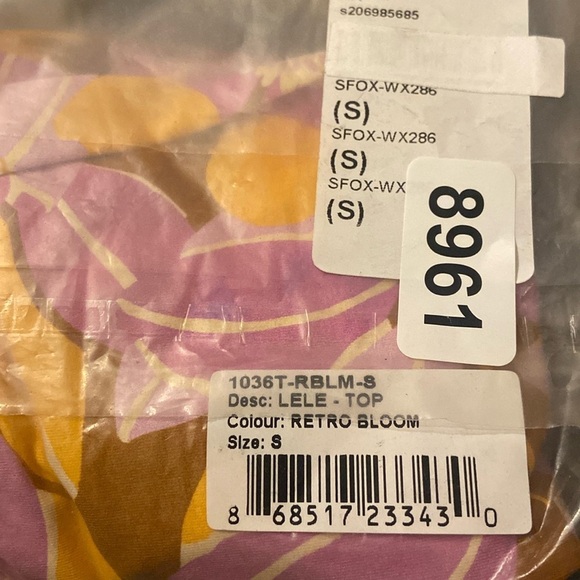 s206985685
SFOX-WX286
(S)
SFOX-WX286
(S)
SFOX-WX
(S)
8961
1036T-RBLM-S
Desc: LELE - TOP
Colour: RETRO BLOOM
Size: S
8 68517 23343 0